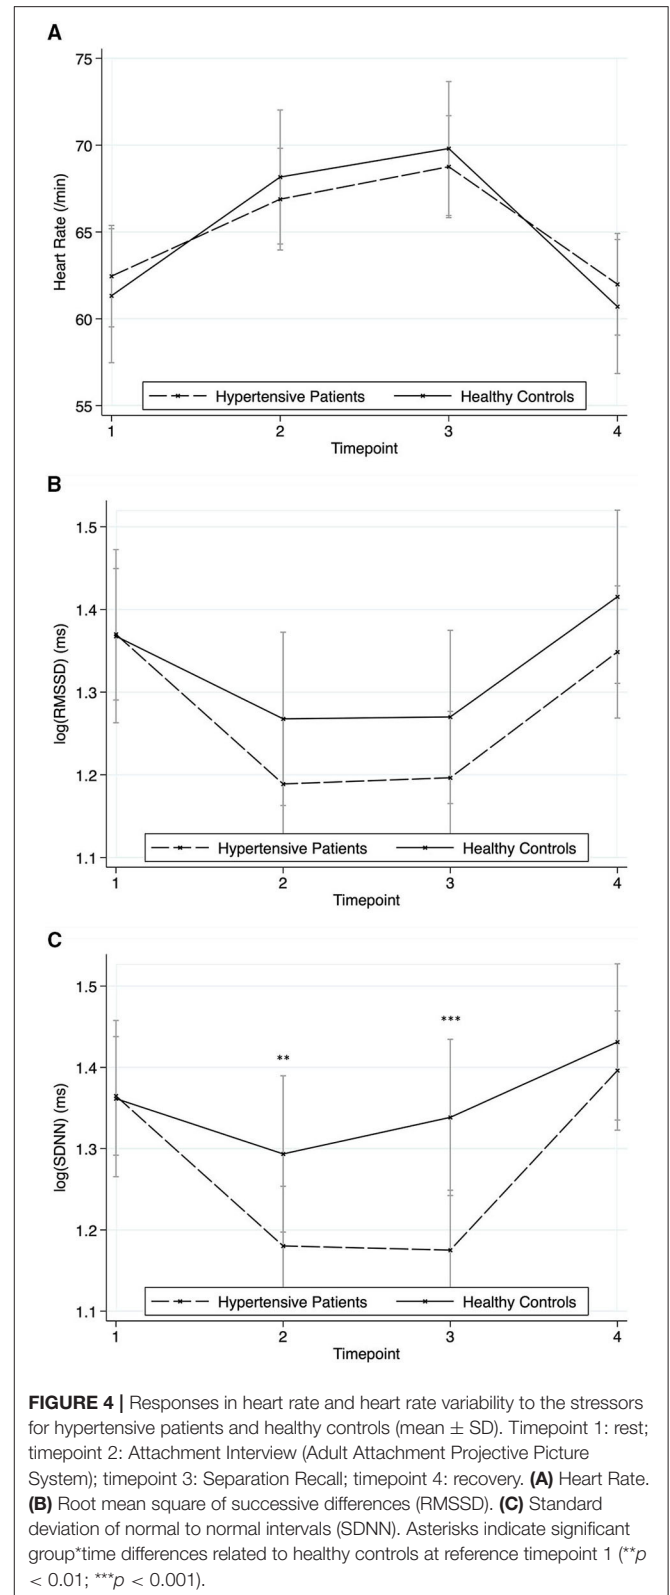 A
75
70
65
60
55
Heart Rate (/min)
Hypertensive Patients Healthy Controls
1 2 3 4
Timepoint
B
1.5
1.4
1.3
1.2
1.1
log(RMSSD) (ms)
Hypertensive Patients Healthy Controls
1 2 3 4
Timepoint
C
1.5
1.4
1.3
1.2
1.1
log(SDNN) (ms)
**
***
Hypertensive Patients Healthy Controls
1 2 3 4
Timepoint
FIGURE 4 | Responses in heart rate and heart rate variability to the stressors
for hypertensive patients and healthy controls (mean ± SD). Timepoint 1: rest;
timepoint 2: Attachment Interview (Adult Attachment Projective Picture
System); timepoint 3: Separation Recall; timepoint 4: recovery. (A) Heart Rate.
(B) Root mean square of successive differences (RMSSD). (C) Standard
deviation of normal to normal intervals (SDNN). Asterisks indicate significant
group*time differences related to healthy controls at reference timepoint 1 (**p
< 0.01; ***p < 0.001).